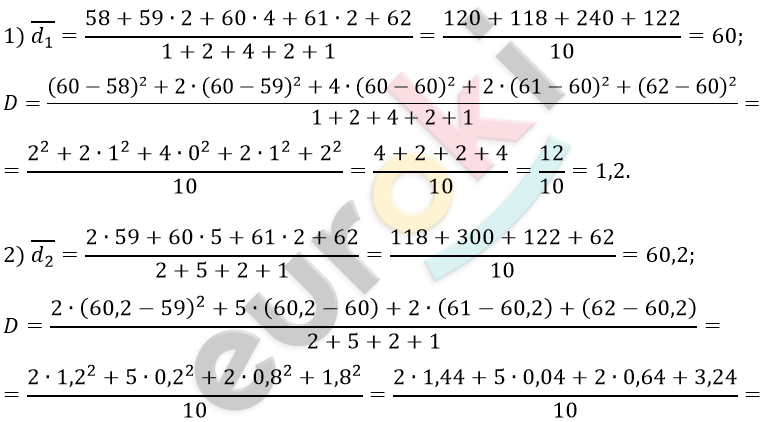 1) d₁ = (58 + 59 · 2 + 60 · 4 + 61 · 2 + 62)/(1 + 2 + 4 + 2 + 1) = (120 + 118 + 240 + 122)/10 = 60;
D = ((60 − 58)² + 2 · (60 − 59)² + 4 · (60 − 60)² + 2 · (61 − 60)² + (62 − 60)²)/(1 + 2 + 4 + 2 + 1) =
= (2² + 2 · 1² + 4 · 0² + 2 · 1² + 2²)/10 = (4 + 2 + 2 + 4)/10 = 12/10 = 1,2.
2) d₂ = (2 · 59 + 60 · 5 + 61 · 2 + 62)/(2 + 5 + 2 + 1) = (118 + 300 + 122 + 62)/10 = 60,2;
D = (2 · (60,2 − 59)² + 5 · (60,2 − 60) + 2 · (61 − 60,2) + (62 − 60,2))/(2 + 5 + 2 + 1) =
= (2 · 1,2² + 5 · 0,2² + 2 · 0,8² + 1,8²)/10 = (2 · 1,44 + 5 · 0,04 + 2 · 0,64 + 3,24)/10 =
euroki